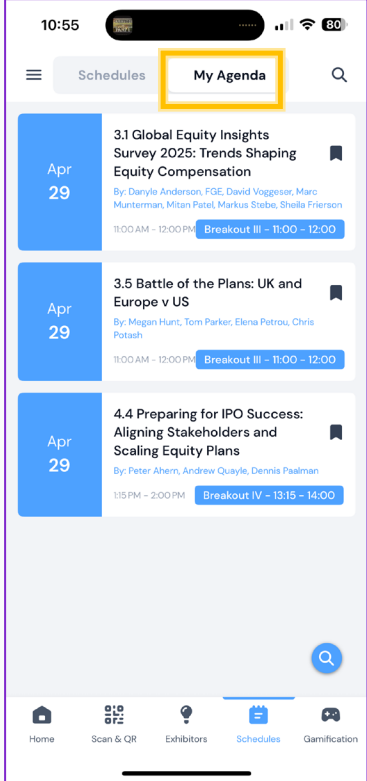 10:55
80
Schedules
My Agenda
Apr
29
3.1 Global Equity Insights
Survey 2025: Trends Shaping
Equity Compensation
By: Danyle Anderson, FGE, David Voggeser, Marc
Munterman, Mitan Patel, Markus Stebe, Sheila Frierson
11:00 AM - 12:00 PM
Breakout III - 11:00 - 12:00
Apr
29
3.5 Battle of the Plans: UK and
Europe v US
By: Megan Hunt, Tom Parker, Elena Petrou, Chris
Potash
11:00 AM - 12:00 PM
Breakout III - 11:00 - 12:00
Apr
29
4.4 Preparing for IPO Success:
Aligning Stakeholders and
Scaling Equity Plans
By: Peter Ahern, Andrew Quayle, Dennis Paalman
1:15 PM - 2:00 PM
Breakout IV - 13:15 - 14:00
Home
Scan & QR
Exhibitors
Schedules
Gamification